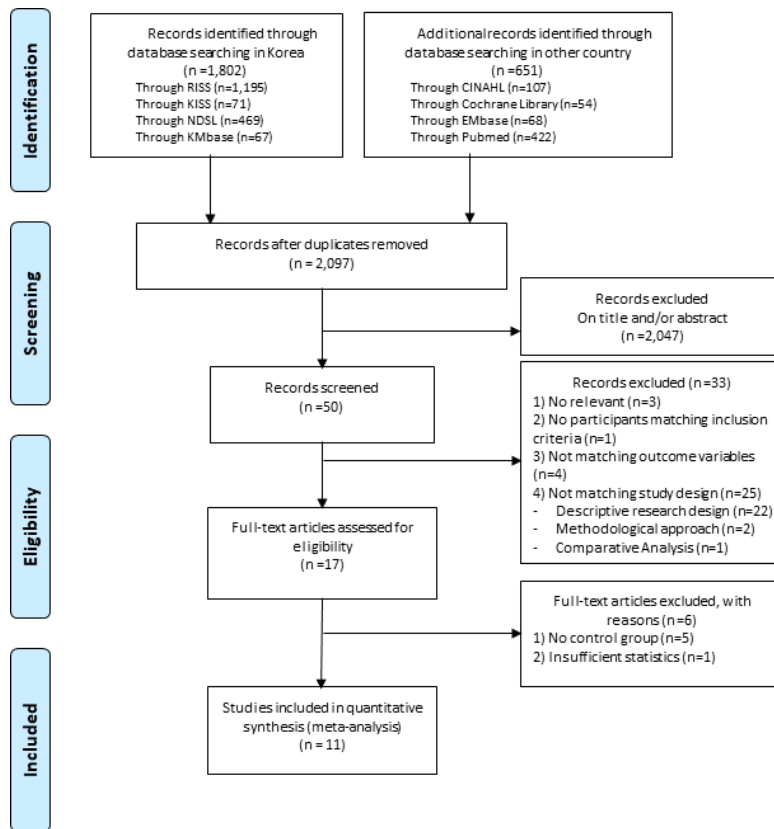 Identification
Records identified through
database searching in Korea
(n =1,802)
Through RISS (n=1,195)
Through KISS (n=71)
Through NDSL (n=469)
Through KMbase (n=67)
Additional records identified through
database searching in other country
(n =651)
Through CINAHL (n=107)
Through Cochrane Library (n=54)
Through EMbase (n=68)
Through Pubmed (n=422)
Screening
Records after duplicates removed
(n = 2,097)
Records excluded
On title and/or abstract
(n =2,047)
Records screened
(n =50)
Records excluded (n=33)
1) No relevant (n=3)
2) No participants matching inclusion
criteria (n=1)
3) Not matching outcome variables
(n=4)
4) Not matching study design (n=25)
- Descriptive research design (n=22)
- Methodological approach (n=2)
- Comparative Analysis (n=1)
Eligibility
Full-text articles assessed for
eligibility
(n =17)
Full-text articles excluded, with
reasons (n=6)
1) No control group (n=5)
2) Insufficient statistics (n=1)
Included
Studies included in quantitative
synthesis (meta-analysis)
(n = 11)